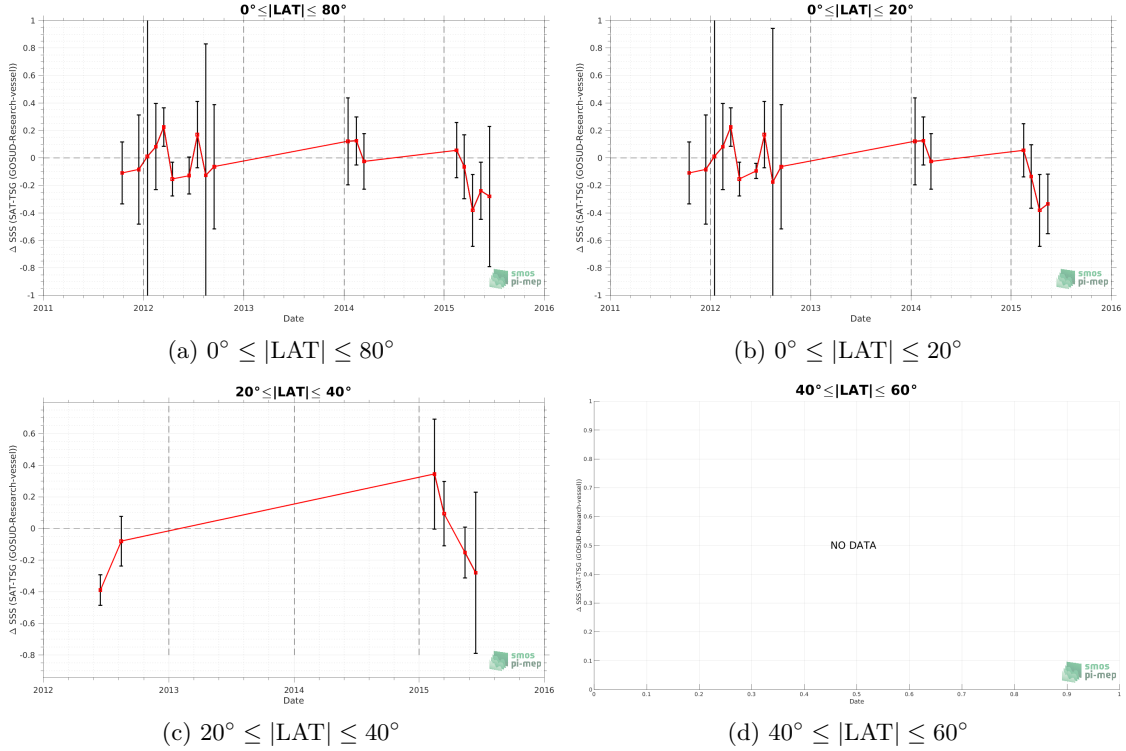 0°≤|LAT|≤ 80°
Δ SSS (SAT-TSG (GOSUD-Research-vessel))
1
0.8
0.6
0.4
0.2
0
-0.2
-0.4
-0.6
-0.8
-1
2011
2012
2013
2014
2015
2016
Date
smos
pi-mep
(a) 0° ≤ |LAT| ≤ 80°
0°≤|LAT|≤ 20°
Δ SSS (SAT-TSG (GOSUD-Research-vessel))
1
0.8
0.6
0.4
0.2
0
-0.2
-0.4
-0.6
-0.8
-1
2011
2012
2013
2014
2015
2016
Date
smos
pi-mep
(b) 0° ≤ |LAT| ≤ 20°
20°≤|LAT|≤ 40°
Δ SSS (SAT-TSG (GOSUD-Research-vessel))
0.6
0.4
0.2
0
-0.2
-0.4
-0.6
-0.8
2012
2013
2014
2015
2016
Date
smos
pi-mep
(c) 20° ≤ |LAT| ≤ 40°
40°≤|LAT|≤ 60°
Δ SSS (SAT-TSG (GOSUD-Research-vessel))
1
0.9
0.8
0.7
0.6
0.5
0.4
0.3
0.2
0.1
0
NO DATA
0
0.1
0.2
0.3
0.4
0.5
0.6
0.7
0.8
0.9
1
Date
smos
pi-mep
(d) 40° ≤ |LAT| ≤ 60°